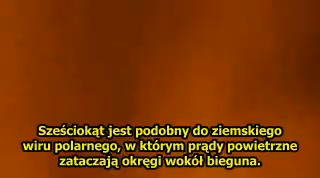 Sześciokąt jest podobny do ziemskiego
wiru polarnego, w którym prądy powietrzne
zataczają okręgi wokół bieguna.